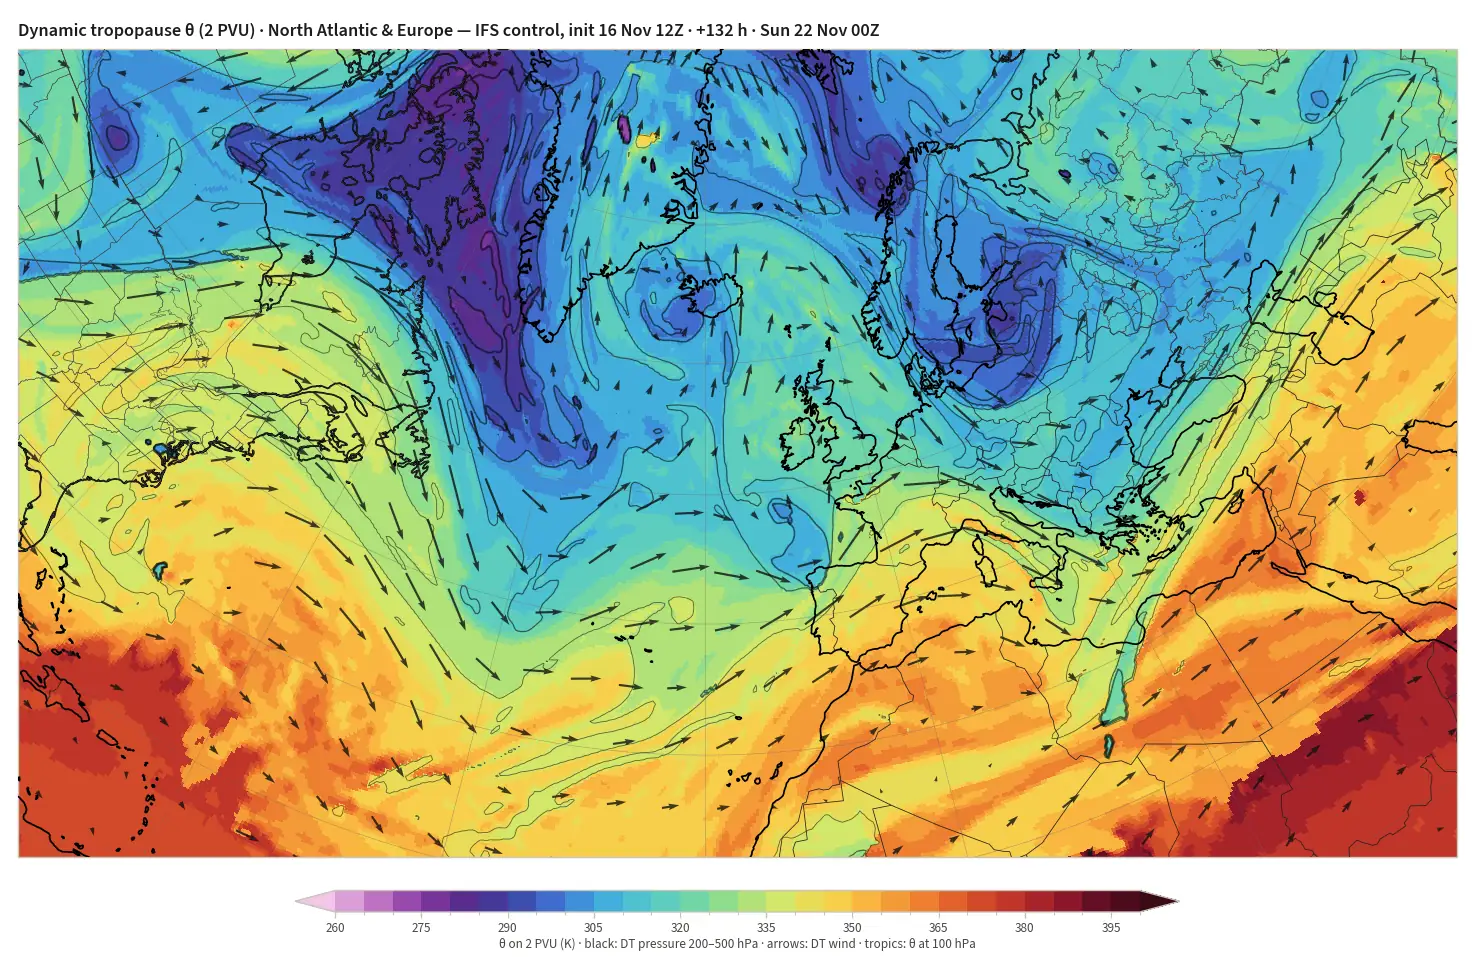 Dynamic tropopause θ (2 PVU) · North Atlantic & Europe — IFS control, init 16 Nov 12Z · +132 h · Sun 22 Nov 00Z
260 275 290 305 320 335 350 365 380 395
θ on 2 PVU (K) · black: DT pressure 200–500 hPa · arrows: DT wind · tropics: θ at 100 hPa